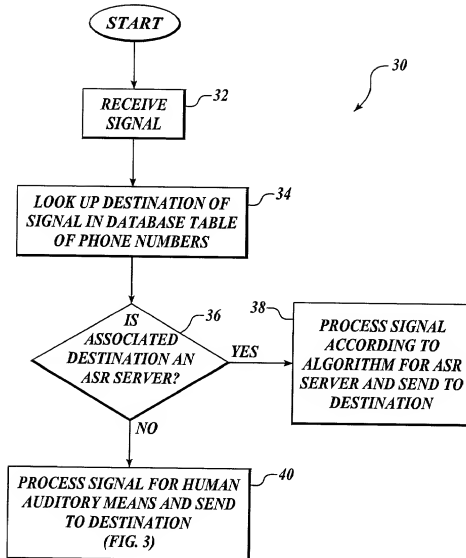 START
30
32
RECEIVE
SIGNAL
34
LOOK UP DESTINATION OF
SIGNAL IN DATABASE TABLE
OF PHONE NUMBERS
36
IS
ASSOCIATED
DESTINATION AN
ASR SERVER?
YES
38
PROCESS SIGNAL
ACCORDING TO
ALGORITHM FOR ASR
SERVER AND SEND TO
DESTINATION
NO
40
PROCESS SIGNAL FOR HUMAN
AUDITORY MEANS AND SEND
TO DESTINATION
(FIG. 3)